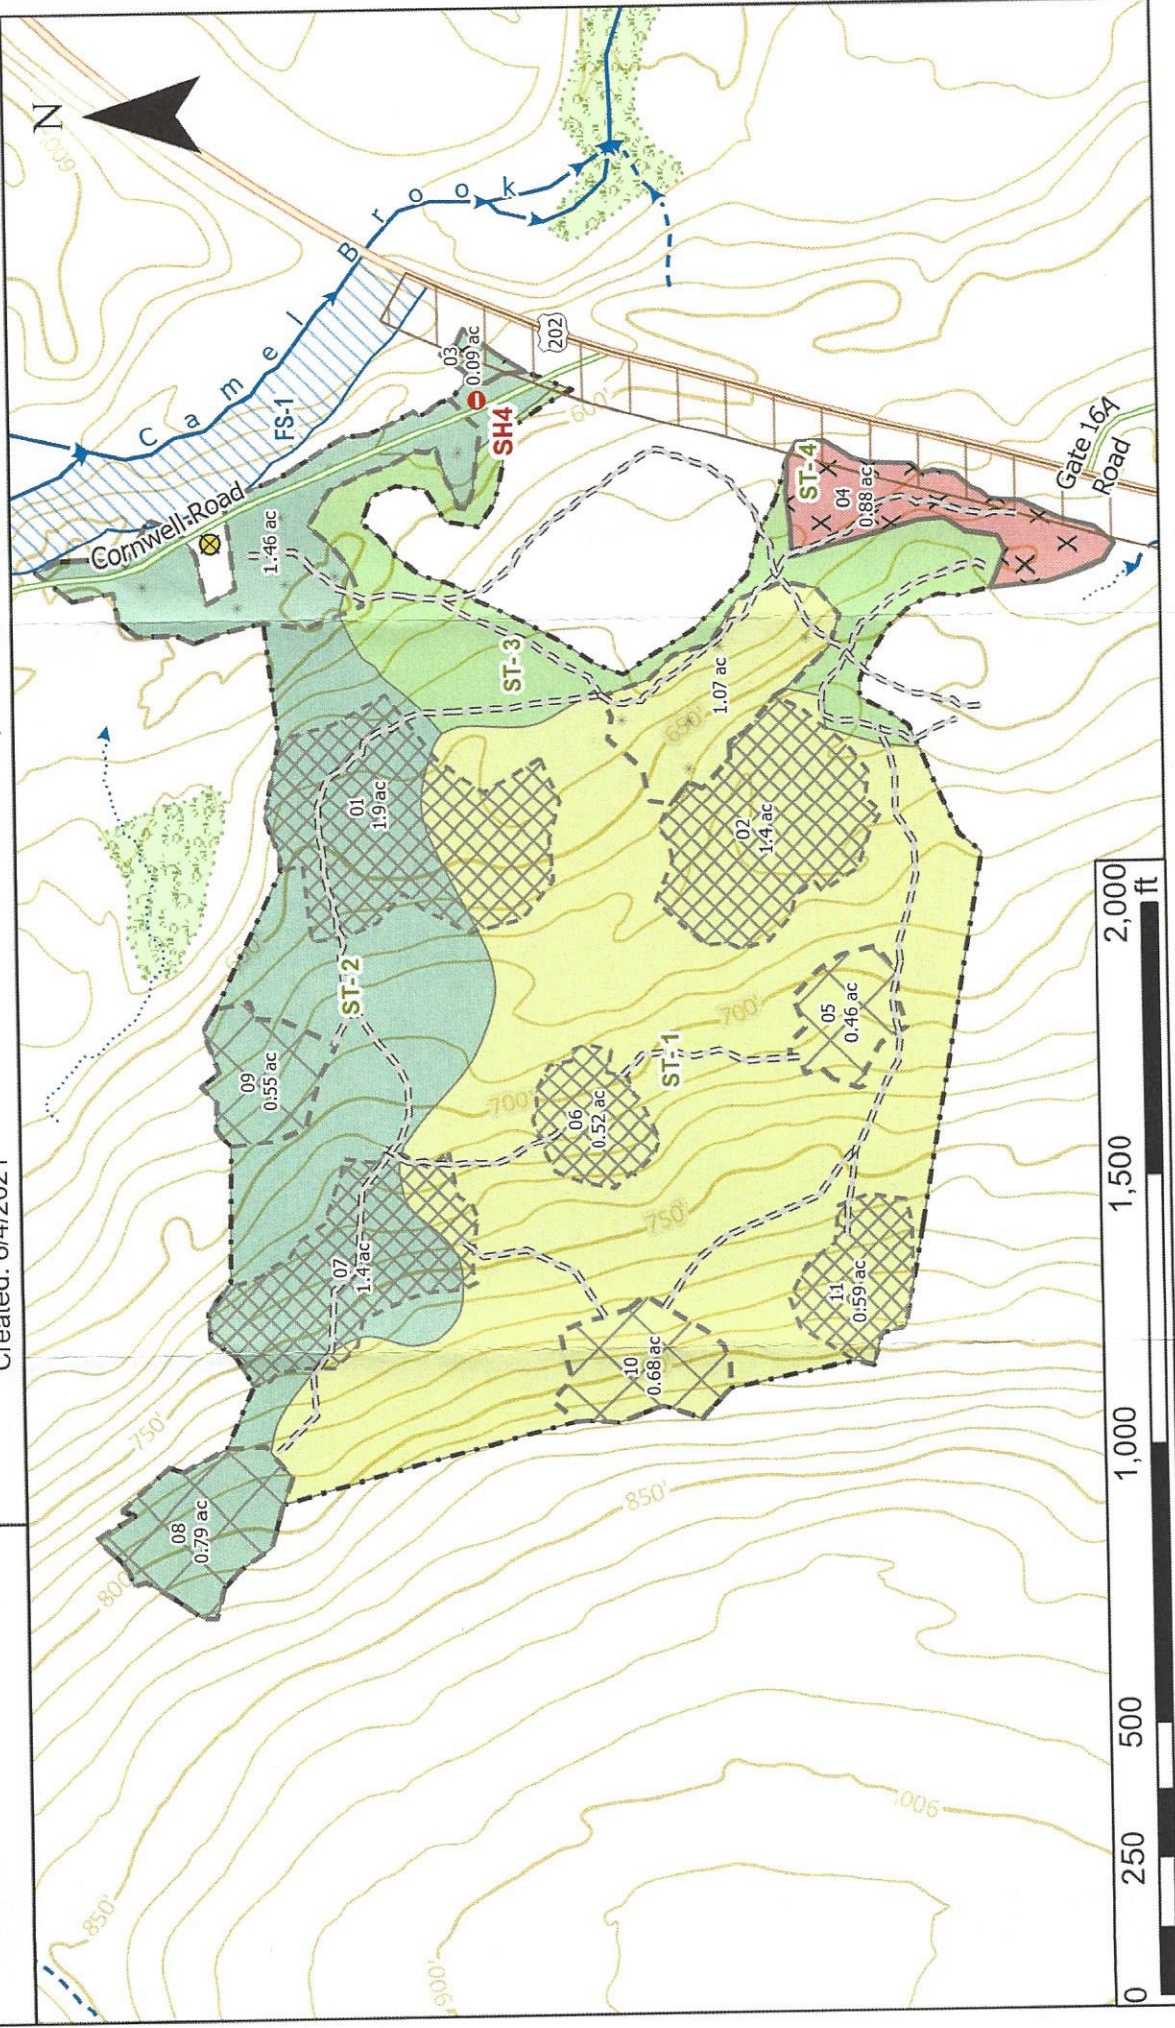 Created: 6/4/2021
N
600'
Camel Brook
FS-1
Cornwell Road
1.46 ac
03
0.09 ac
SH4
202
600'
ST-4
04
0.88 ac
Gate 16A
Road
ST-3
1.07 ac
650'
01
1.9 ac
02
1.4 ac
ST-2
700'
05
0.46 ac
09
0.55 ac
700'
06
0.52 ac
ST-1
750'
07
1.4 ac
11
0.59 ac
10
0.68 ac
750'
850'
08
0.79 ac
800'
900'
850'
900'
0
250
500
1,000
1,500
2,000
ft